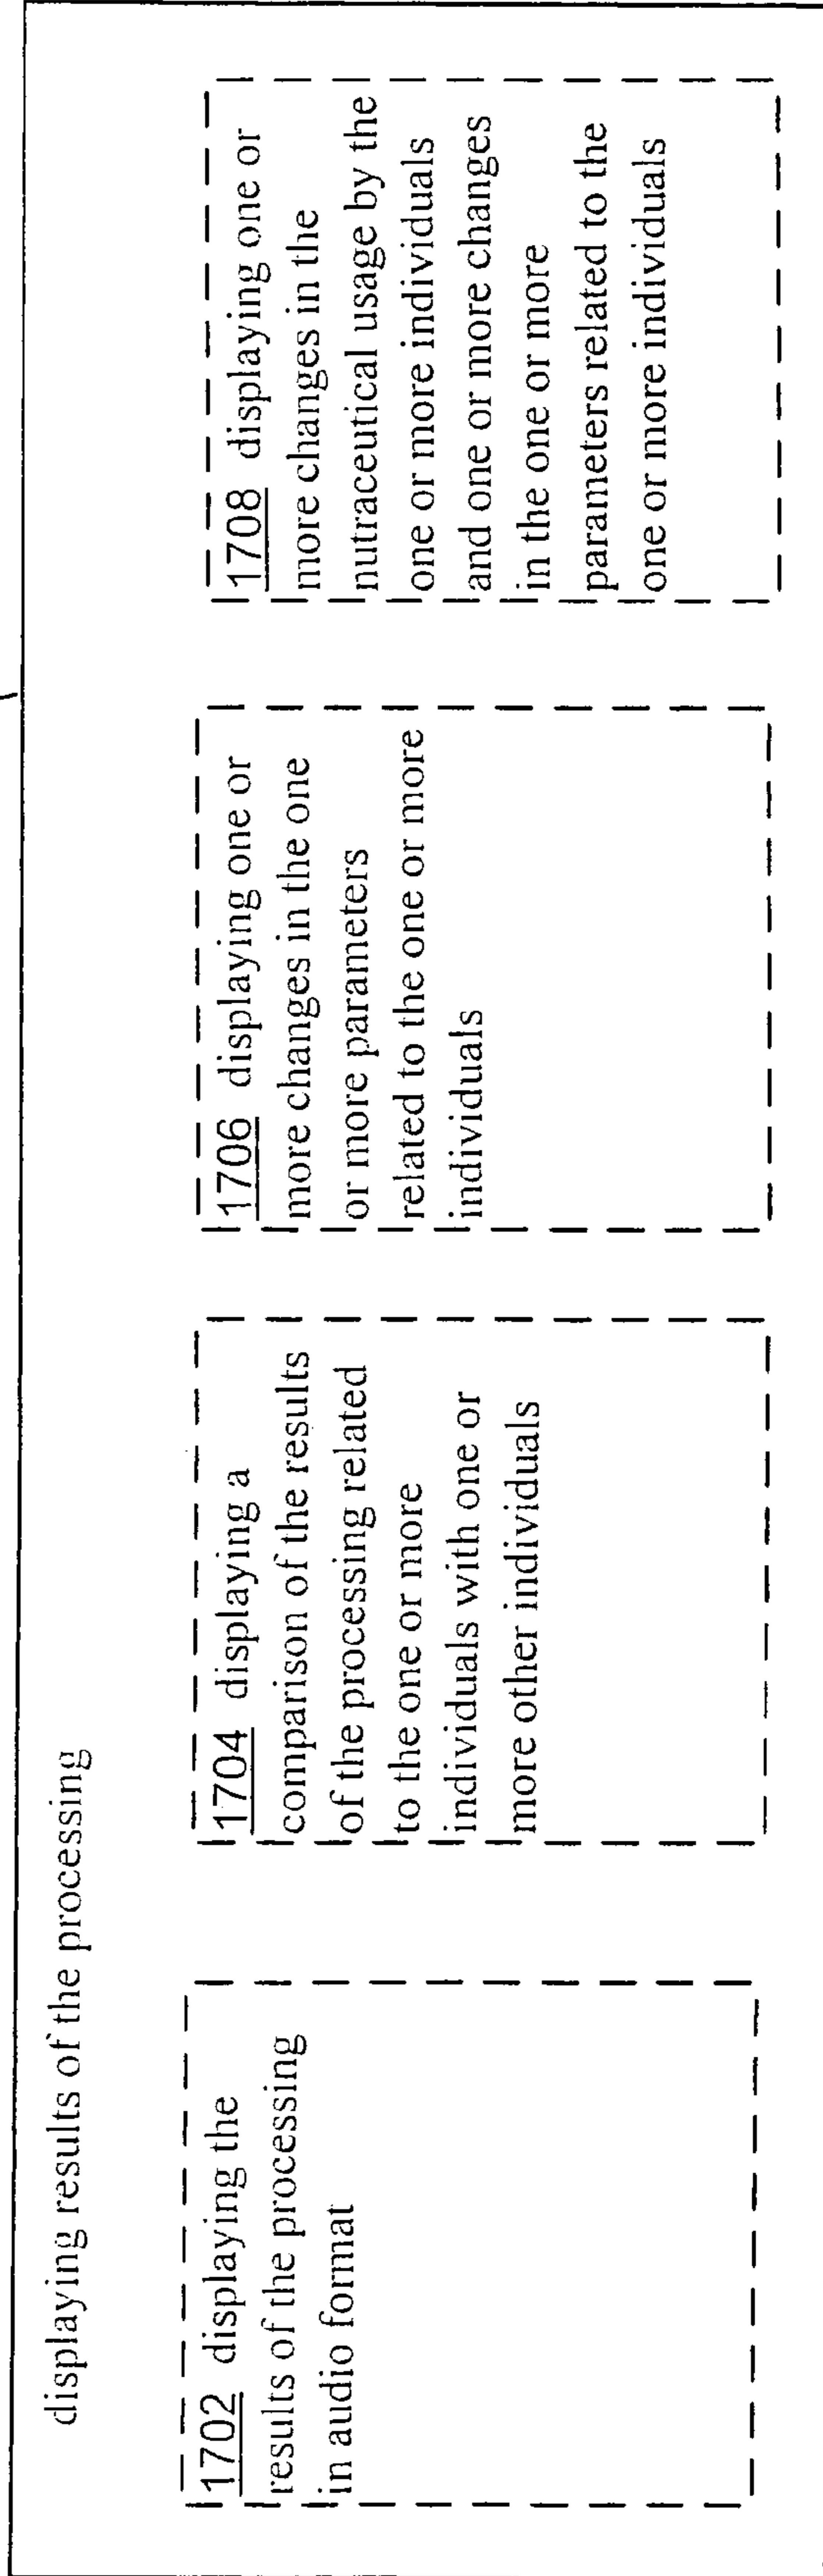 displaying results of the processing
1702 displaying the
results of the processing
in audio format
1704 displaying a
comparison of the results
of the processing related
to the one or more
individuals with one or
more other individuals
1706 displaying one or
more changes in the one
or more parameters
related to the one or more
individuals
1708 displaying one or
more changes in the
nutraceutical usage by the
one or more individuals
and one or more changes
in the one or more
parameters related to the
one or more individuals